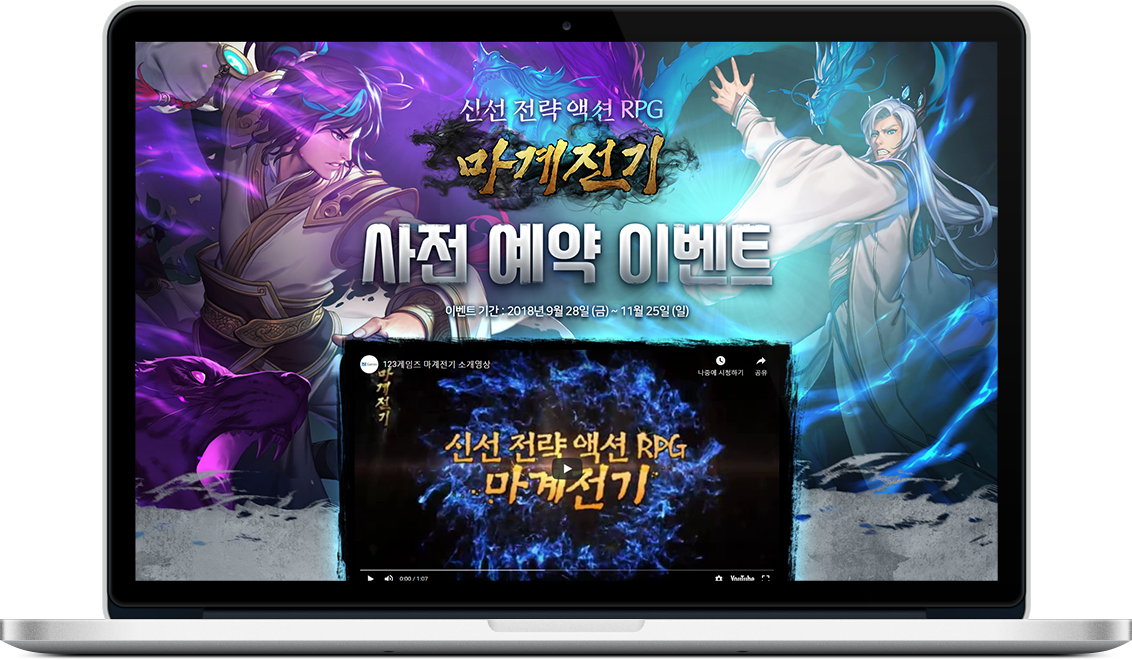 신선 전략 액션 RPG
마계전기
사전 예약 이벤트
이벤트 기간 : 2018년 9월 28일 (금) ~ 11월 25일 (일)
123게임즈 마계전기 소개영상
나중에 시청하기
공유
마계전기
신선 전략 액션 RPG
마계전기
0:00 / 1:07
YouTube